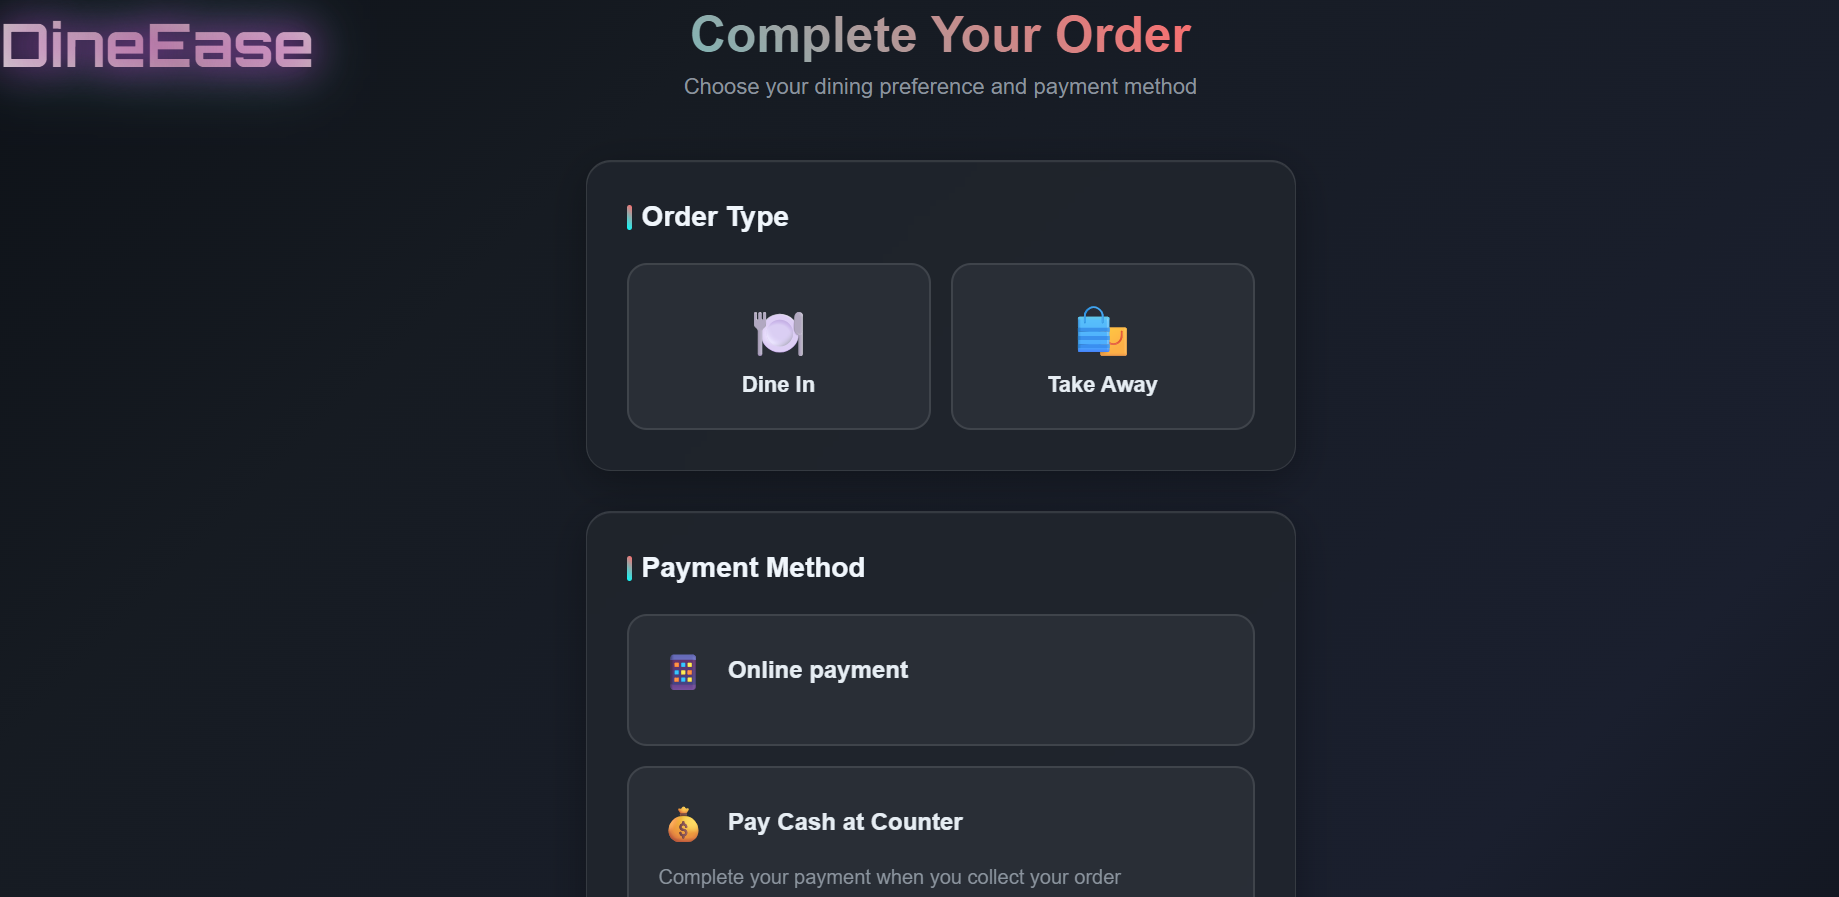 DineEase
Complete Your Order
Choose your dining preference and payment method
Order Type
Dine In
Take Away
Payment Method
Online payment
$
Pay Cash at Counter
Complete your payment when you collect your order